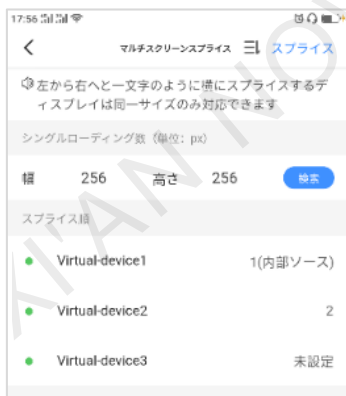 17:56
マルチスクリーンスプライス スプライス
左から右へと一文字のように横にスプライスするデ
ィスプレイは同一サイズのみ対応できます
シングルローディング数（単位：px）
幅 256 高さ 256 検索
スプライス順
Virtual-device1 1(内部ソース)
Virtual-device2 2
Virtual-device3 未設定
XI'AN NOV